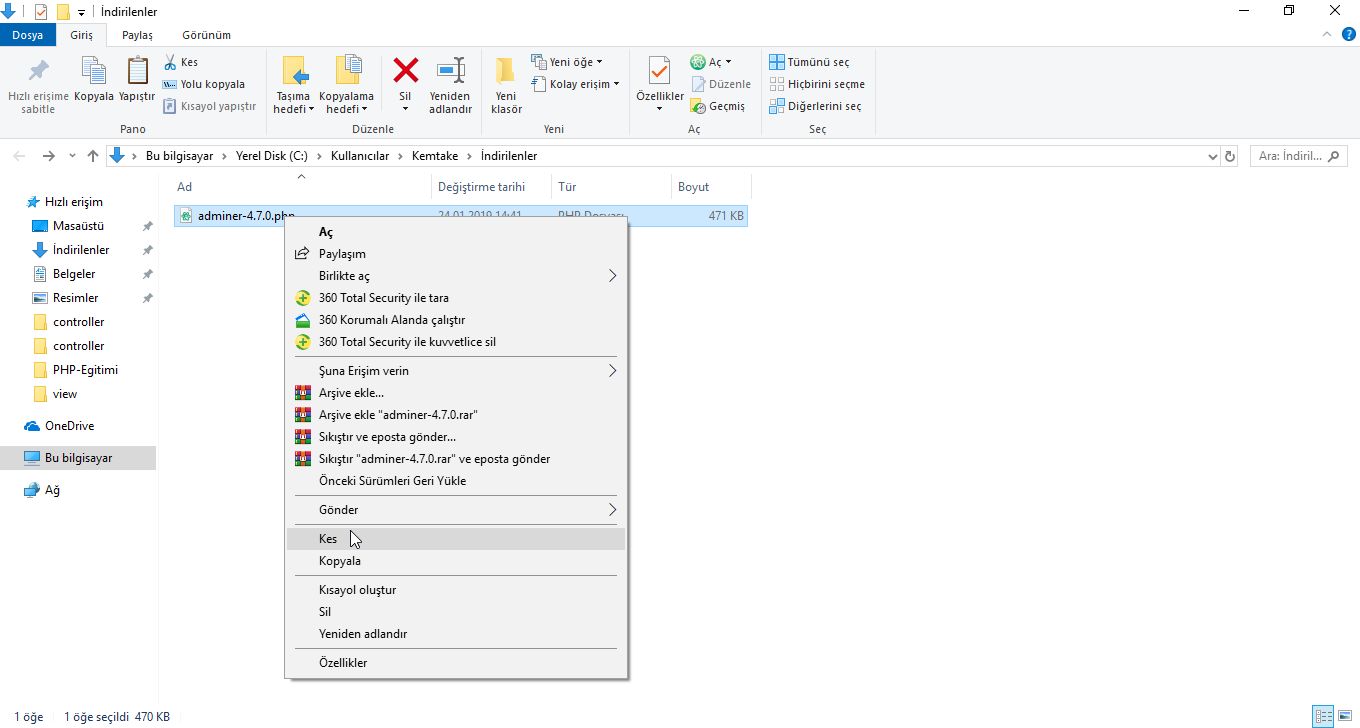 İndirilenler
Dosya
Giriş
Paylaş
Görünüm
Hızlı erişime sabitle
Kopyala
Yapıştır
Kes
Yolu kopyala
Kısayol yapıştır
Pano
Taşıma hedefi
Kopyalama hedefi
Sil
Yeniden adlandır
Düzenle
Yeni klasör
Yeni öğe
Kolay erişim
Yeni
Özellikler
Aç
Düzenle
Geçmiş
Aç
Tümünü seç
Hiçbirini seçme
Diğerlerini seç
Seç
Bu bilgisayar > Yerel Disk (C:) > Kullanıcılar > Kemtake > İndirilenler
Ara: İndiril...
Hızlı erişim
Masaüstü
İndirilenler
Belgeler
Resimler
controller
controller
PHP-Egitimi
view
OneDrive
Bu bilgisayar
Ağ
Ad
Değiştirme tarihi
Tür
Boyut
adminer-4.7.0.php
24.01.2019 14:41
PHP Dosyası
471 KB
Aç
Paylaşım
Birlikte aç
360 Total Security ile tara
360 Korumalı Alanda çalıştır
360 Total Security ile kuvvetlice sil
Şuna Erişim verin
Arşive ekle...
Arşive ekle "adminer-4.7.0.rar"
Sıkıştır ve eposta gönder...
Sıkıştır "adminer-4.7.0.rar" ve eposta gönder
Önceki Sürümleri Geri Yükle
Gönder
Kes
Kopyala
Kısayol oluştur
Sil
Yeniden adlandır
Özellikler
1 öğe
1 öğe seçildi 470 KB